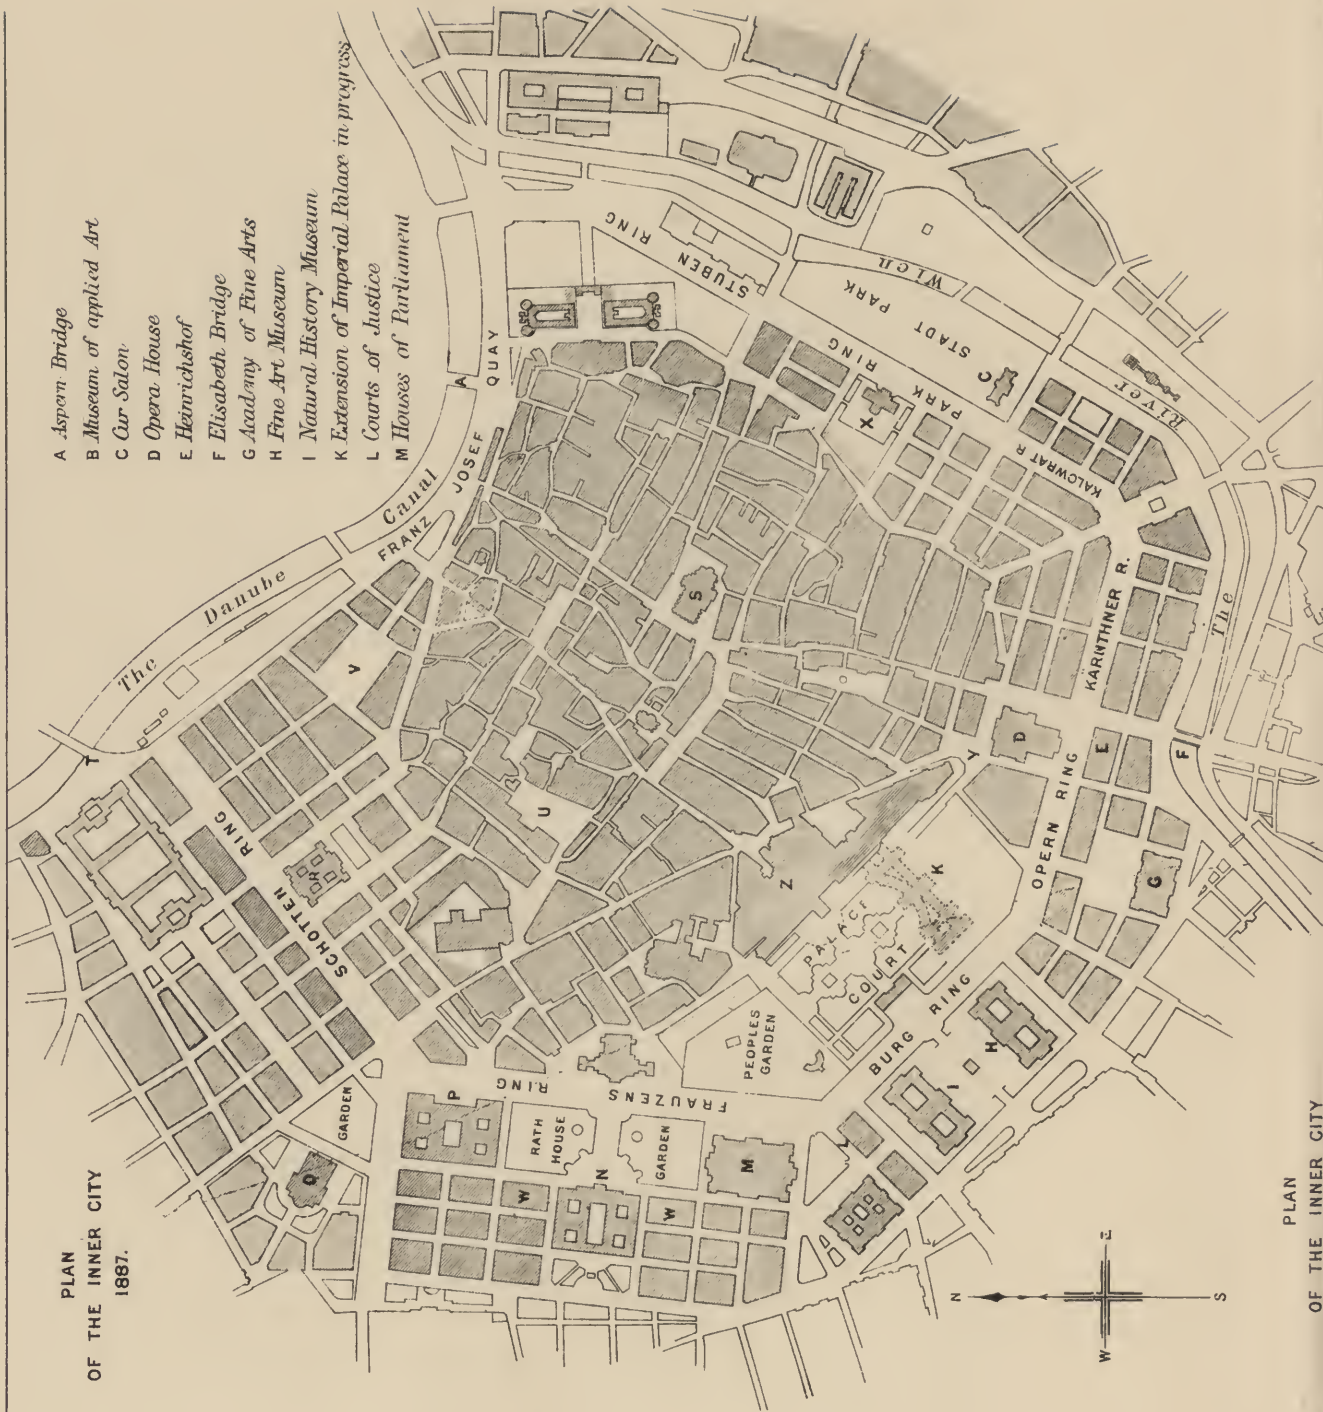 PLAN
OF THE INNER CITY
1887.
A Aspern Bridge
B Museum of applied Art
C Cur Salon
D Opera House
E Heinrichshof
F Elisabeth Bridge
G Academy of Fine Arts
H Fine Art Museum
I Natural History Museum
K Extension of Imperial Palace in progress
L Courts of Justice
M Houses of Parliament
The Danube Canal
FRANZ JOSEF QUAY
A
T
V
SCHOTTEN RING
R
STUBEN RING
STADT PARK
WIEN
PARK RING
X
C
KALOWRAT R
River
The
KARNTHNER R.
S
U
D
Y
E
F
OPERN RING
G
Z
K
PALACE
COURT
BURG RING
H
I
PEOPLES
GARDEN
FRAUZENS RING
GARDEN
Q
P
RATH
HOUSE
N
W
W
GARDEN
M
L
N
W
E
S
PLAN
OF THE INNER CITY